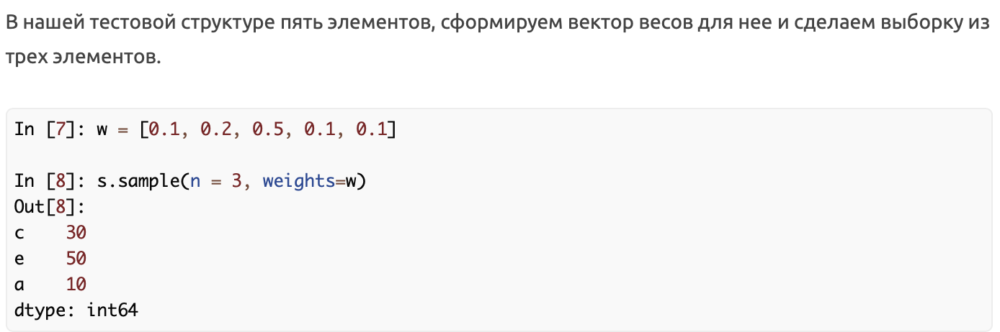 В нашей тестовой структуре пять элементов, сформируем вектор весов для нее и сделаем выборку из
трех элементов.
In [7]: w = [0.1, 0.2, 0.5, 0.1, 0.1]
In [8]: s.sample(n = 3, weights=w)
Out[8]:
c    30
e    50
a    10
dtype: int64